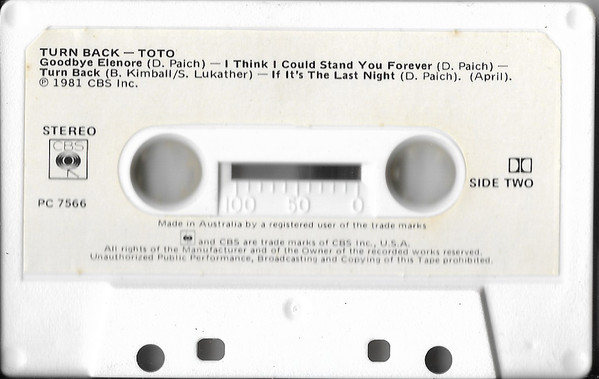 TURN BACK — TOTO
Goodbye Elenore (D. Paich) — I Think I Could Stand You Forever (D. Paich) —
Turn Back (B. Kimball/S. Lukather) — If It's The Last Night (D. Paich). (April).
℗ 1981 CBS Inc.
STEREO
CBS
SIDE TWO
PC 7566
100 50 0
Made in Australia by a registered user of the trade marks
and CBS are trade marks of CBS Inc., U.S.A.
All rights of the Manufacturer and of the Owner of the recorded works reserved.
Unauthorized Public Performance, Broadcasting and Copying of this Tape prohibited.